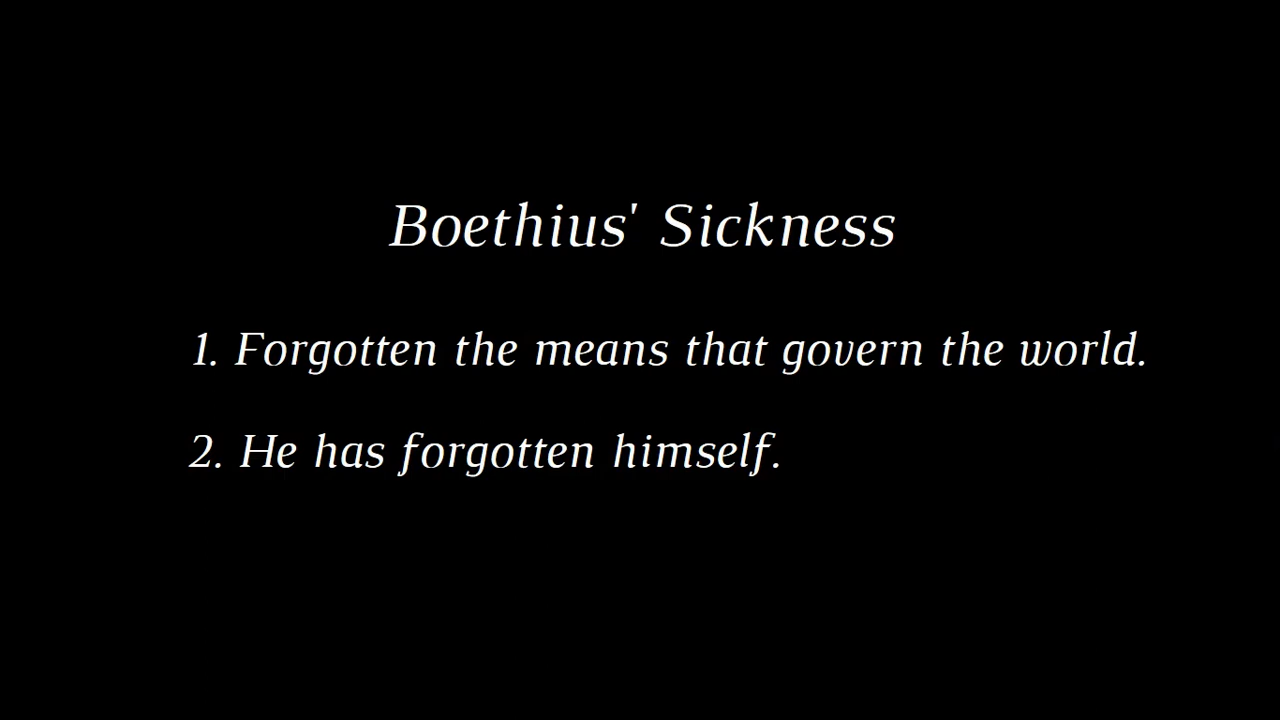 Boethius' Sickness
1. Forgotten the means that govern the world.
2. He has forgotten himself.